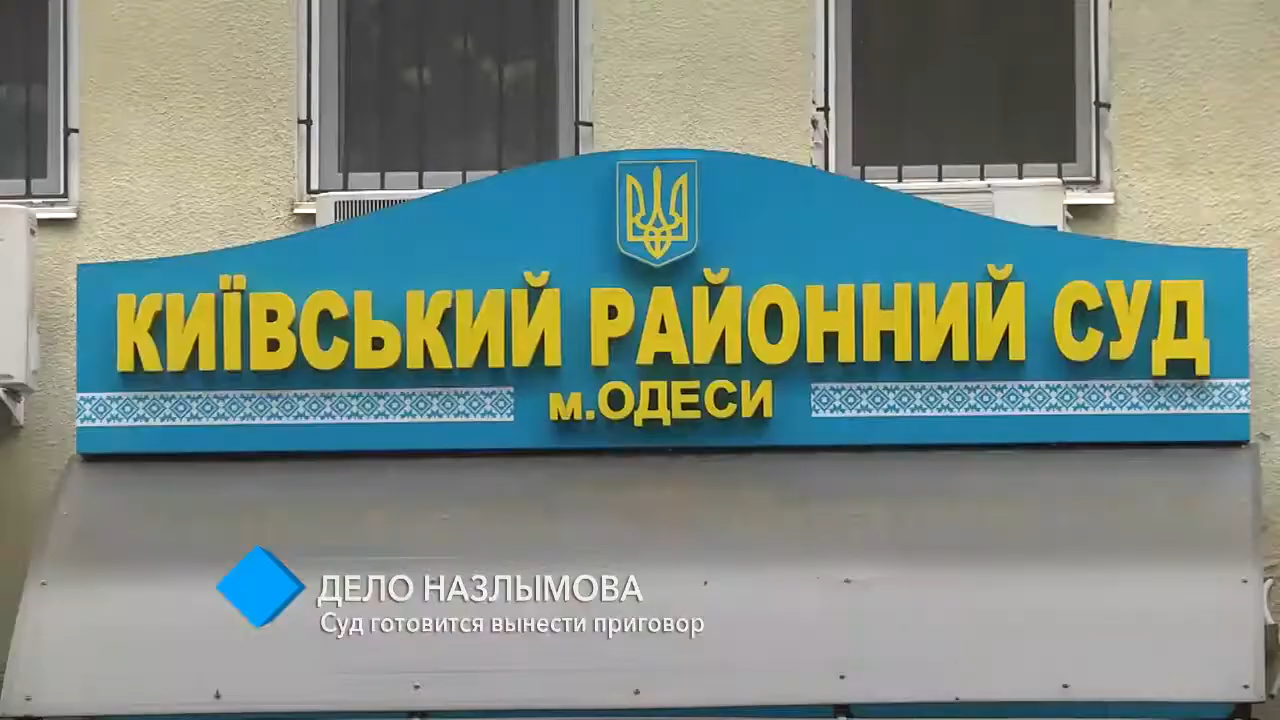 КИЇВСЬКИЙ РАЙОННИЙ СУД
м.ОДЕСИ
ДЕЛО НАЗЛЫМОВА
Суд готовится вынести приговор